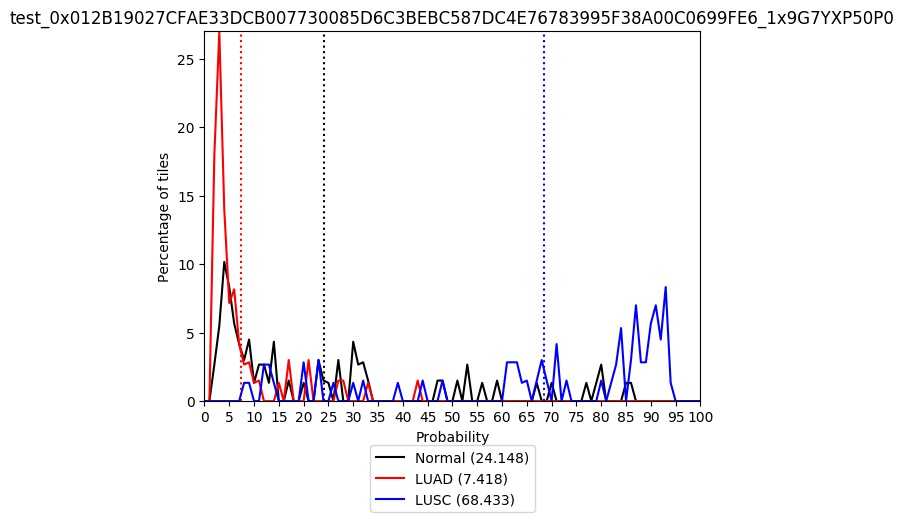 test_0x012B19027CFAE33DCB007730085D6C3BEBC587DC4E76783995F38A00C0699FE6_1x9G7YXP50P0
25
20
15
10
5
0
Percentage of tiles
0 5 10 15 20 25 30 35 40 45 50 55 60 65 70 75 80 85 90 95 100
Probability
Normal (24.148)
LUAD (7.418)
LUSC (68.433)